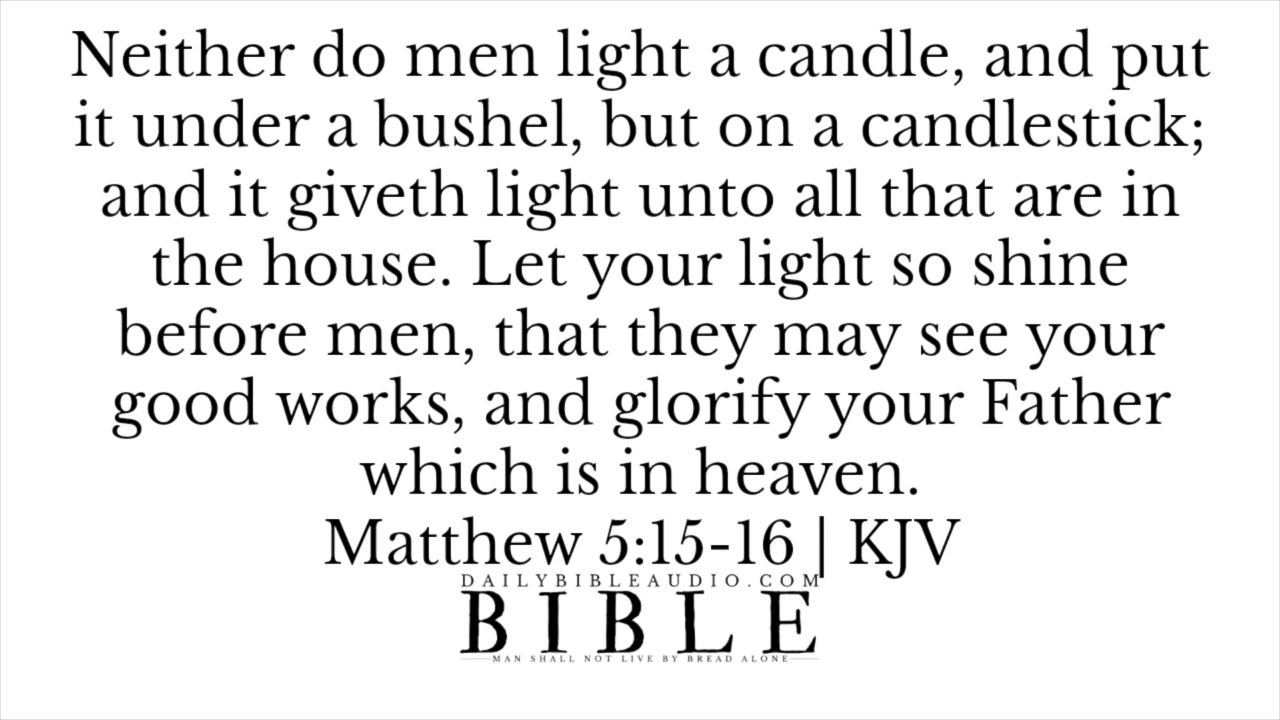 Neither do men light a candle, and put
it under a bushel, but on a candlestick;
and it giveth light unto all that are in
the house. Let your light so shine
before men, that they may see your
good works, and glorify your Father
which is in heaven.
Matthew 5:15-16 | KJV
DAILYBIBLEAUDIO.COM
BIBLE
MAN SHALL NOT LIVE BY BREAD ALONE